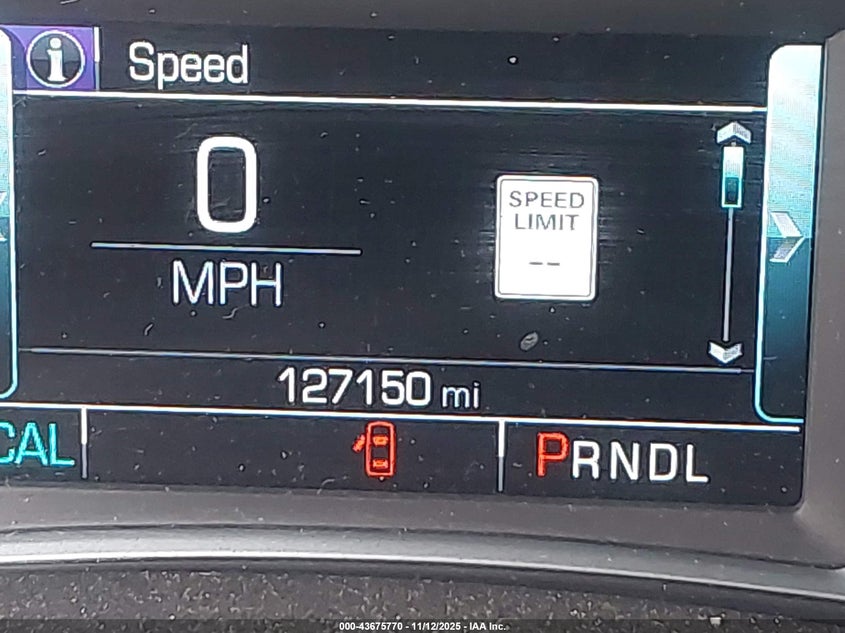 i Speed
0
MPH
SPEED
LIMIT
--
127150 mi
CAL
PRNDL
000-43675770 - 11/12/2025 - IAA Inc.